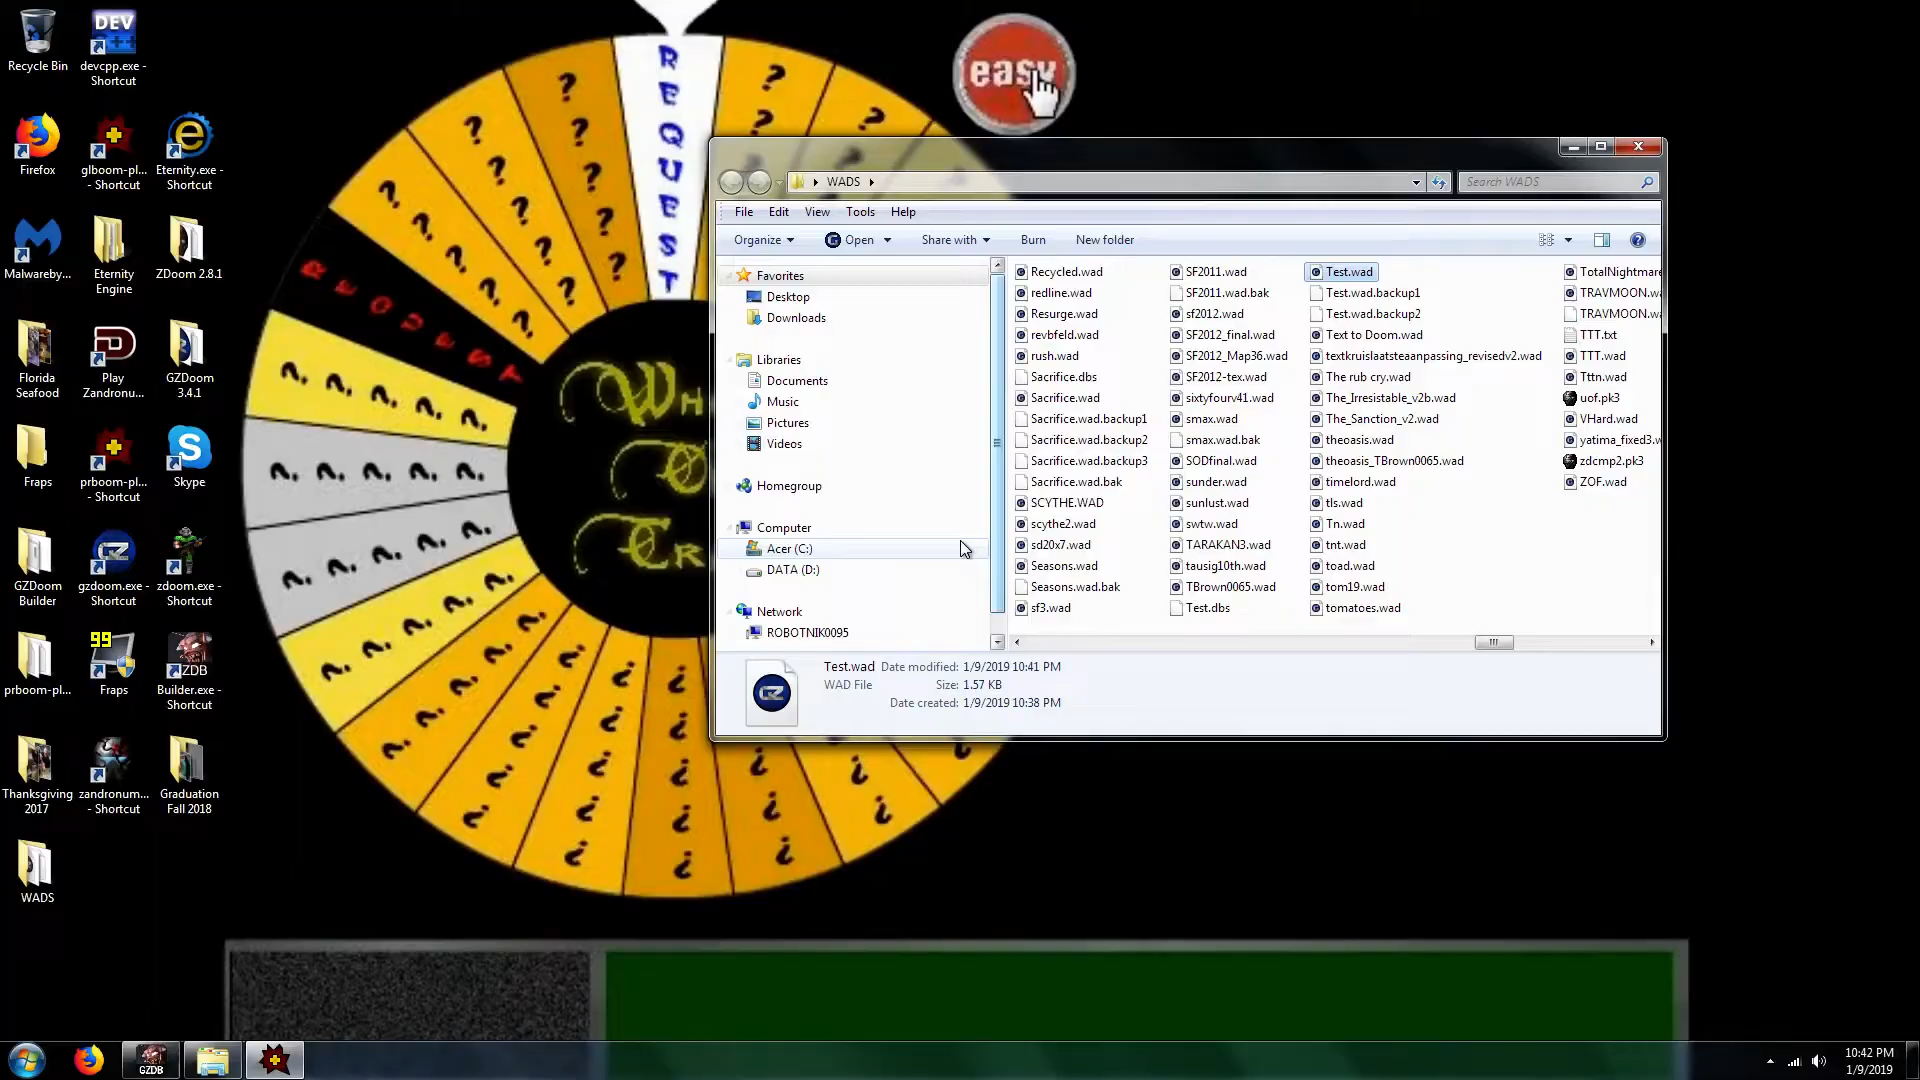 Recycle Bin
DEV
C++
devcpp.exe - Shortcut
Firefox
glboom-pl... - Shortcut
Eternity.exe - Shortcut
Malwareby...
Eternity Engine
ZDoom 2.8.1
Florida Seafood
Play Zandronu...
GZDoom 3.4.1
Fraps
prboom-pl... - Shortcut
Skype
GZDoom Builder
gzdoom.exe - Shortcut
zdoom.exe - Shortcut
prboom-pl...
99
Fraps
ZDB
Builder.exe - Shortcut
Thanksgiving 2017
zandronum... - Shortcut
Graduation Fall 2018
WADS
REQUEST
easy
WADS
Search WADS
File Edit View Tools Help
Organize Open Share with Burn New folder
Favorites
Desktop
Downloads
Libraries
Documents
Music
Pictures
Videos
Homegroup
Computer
Acer (C:)
DATA (D:)
Network
ROBOTNIK0095
Recycled.wad
redline.wad
Resurge.wad
revbfeld.wad
rush.wad
Sacrifice.dbs
Sacrifice.wad
Sacrifice.wad.backup1
Sacrifice.wad.backup2
Sacrifice.wad.backup3
Sacrifice.wad.bak
SCYTHE.WAD
scythe2.wad
sd20x7.wad
Seasons.wad
Seasons.wad.bak
sf3.wad
SF2011.wad
SF2011.wad.bak
sf2012.wad
SF2012_final.wad
SF2012_Map36.wad
SF2012-tex.wad
sixtyfourv41.wad
smax.wad
smax.wad.bak
SODfinal.wad
sunder.wad
sunlust.wad
swtw.wad
TARAKAN3.wad
tausig10th.wad
TBrown0065.wad
Test.dbs
Test.wad
Test.wad.backup1
Test.wad.backup2
Text to Doom.wad
textkruislaatsteaanpassing_revisedv2.wad
The rub cry.wad
The_Irresistable_v2b.wad
The_Sanction_v2.wad
theoasis.wad
theoasis_TBrown0065.wad
timelord.wad
tls.wad
Tn.wad
tnt.wad
toad.wad
tom19.wad
tomatoes.wad
TotalNightmare
TRAVMOON.wa
TRAVMOON.wa
TTT.txt
TTT.wad
Tttn.wad
uof.pk3
VHard.wad
yatima_fixed3.w
zdcmp2.pk3
ZOF.wad
Test.wad Date modified: 1/9/2019 10:41 PM
WAD File Size: 1.57 KB
Date created: 1/9/2019 10:38 PM
GZDB
10:42 PM
1/9/2019